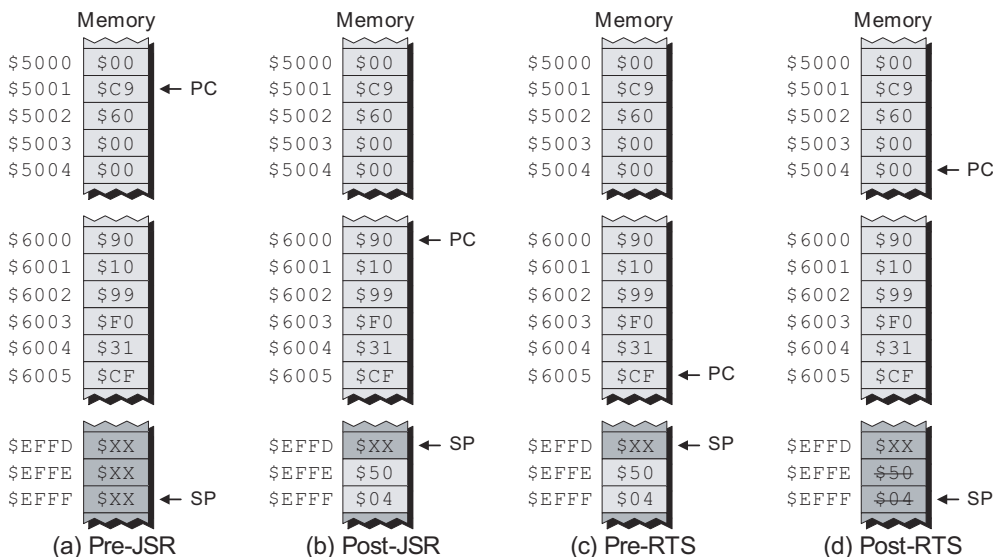 Memory Memory Memory Memory
$5000 $00 $5000 $00 $5000 $00 $5000 $00
$5001 $C9 ← PC $5001 $C9 $5001 $C9 $5001 $C9
$5002 $60 $5002 $60 $5002 $60 $5002 $60
$5003 $00 $5003 $00 $5003 $00 $5003 $00
$5004 $00 $5004 $00 $5004 $00 $5004 $00 ← PC
$6000 $90 $6000 $90 ← PC $6000 $90 $6000 $90
$6001 $10 $6001 $10 $6001 $10 $6001 $10
$6002 $99 $6002 $99 $6002 $99 $6002 $99
$6003 $F0 $6003 $F0 $6003 $F0 $6003 $F0
$6004 $31 $6004 $31 $6004 $31 $6004 $31
$6005 $CF $6005 $CF $6005 $CF ← PC $6005 $CF
$EFFD $XX $EFFD $XX ← SP $EFFD $XX ← SP $EFFD $XX
$EFFE $XX $EFFE $50 $EFFE $50 $EFFE $50
$EFFF $XX ← SP $EFFF $04 $EFFF $04 $EFFF $04 ← SP
(a) Pre-JSR (b) Post-JSR (c) Pre-RTS (d) Post-RTS